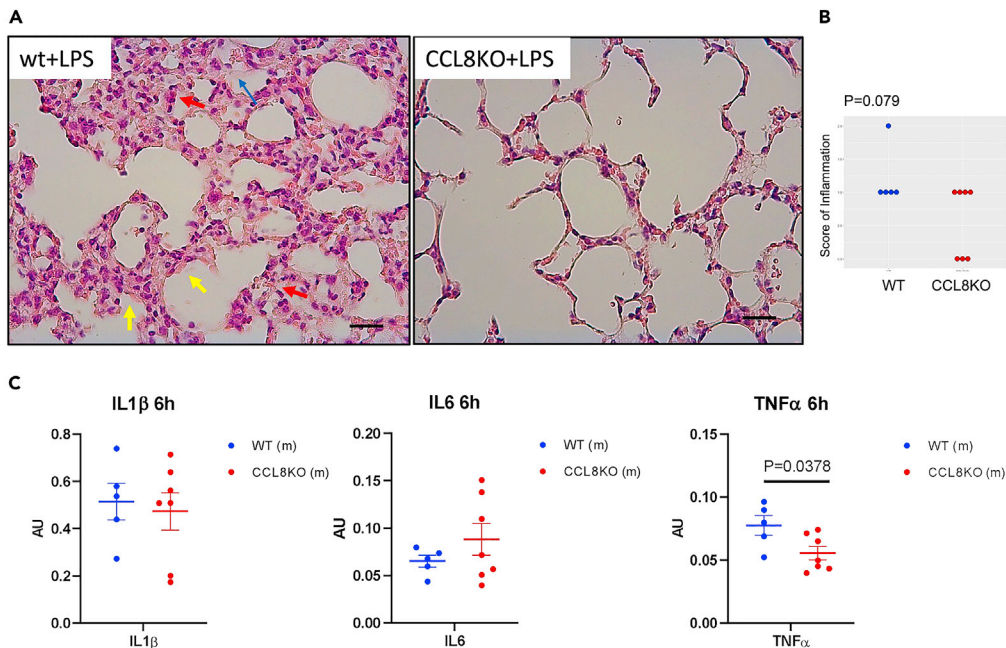 A
wt+LPS
CCL8KO+LPS
B
P=0.079
Score of Inflammation
WT
CCL8KO
C
IL1β 6h
WT (m)
CCL8KO (m)
AU
0.8
0.6
0.4
0.2
0.0
IL1β
IL6 6h
WT (m)
CCL8KO (m)
AU
0.20
0.15
0.10
0.05
0.00
IL6
TNFα 6h
WT (m)
CCL8KO (m)
P=0.0378
AU
0.15
0.10
0.05
0.00
TNFα